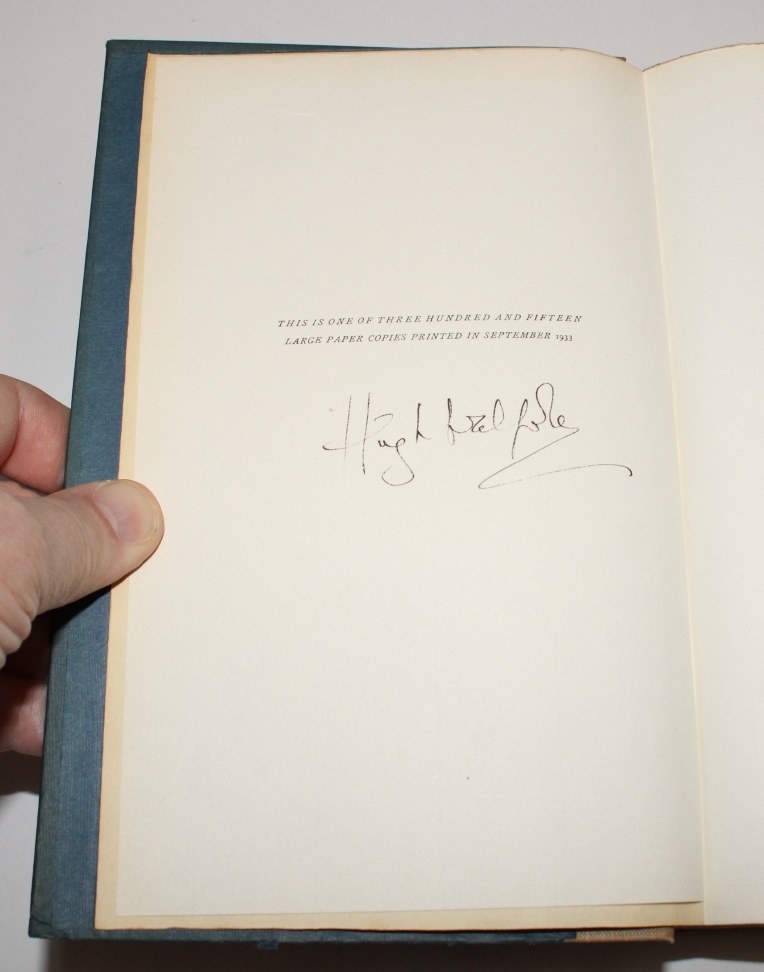 THIS IS ONE OF THREE HUNDRED AND FIFTEEN
LARGE PAPER COPIES PRINTED IN SEPTEMBER 1933
Hugh Walpole